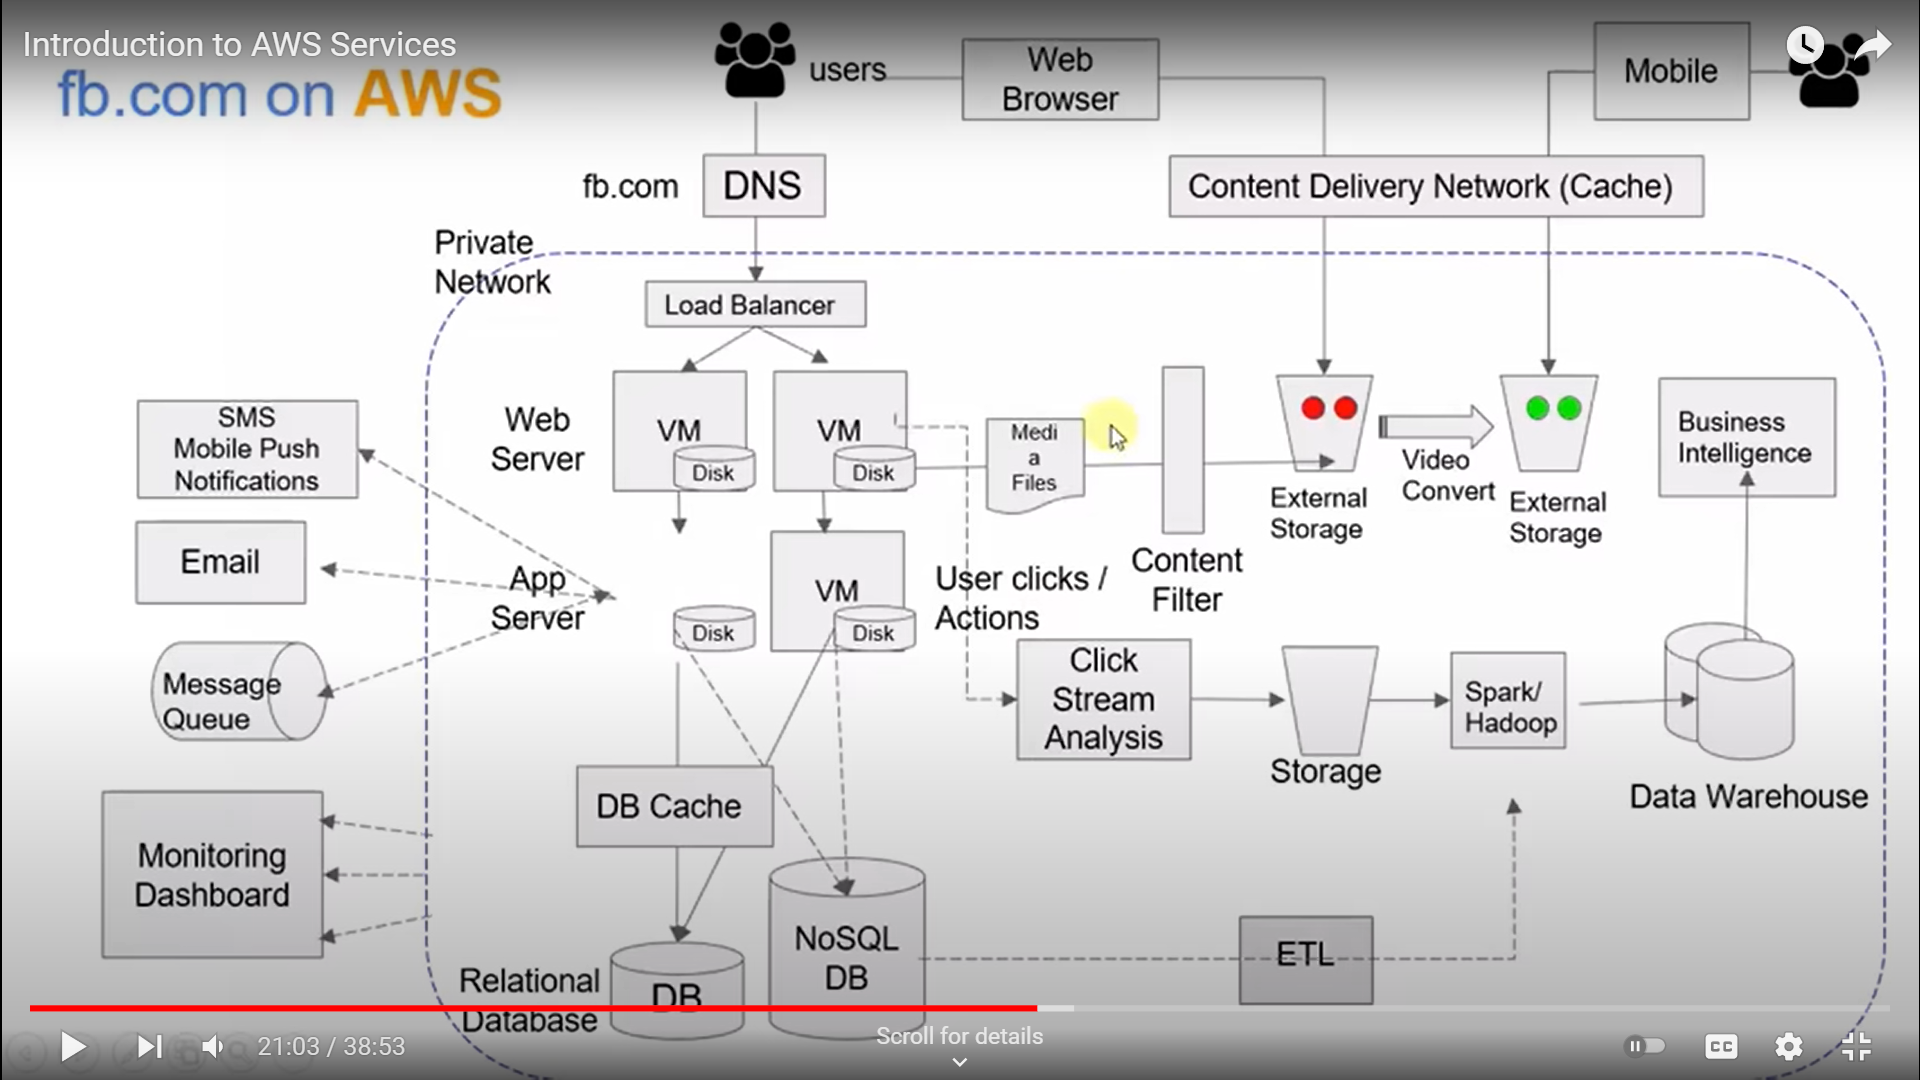 Introduction to AWS Services
fb.com on AWS
users
Web
Browser
Mobile
fb.com
DNS
Content Delivery Network (Cache)
Private
Network
Load Balancer
Web
Server
VM
Disk
VM
Disk
Medi
a
Files
Content
Filter
External
Storage
Video
Convert
External
Storage
Business
Intelligence
SMS
Mobile Push
Notifications
Email
Message
Queue
App
Server
Disk
VM
Disk
User clicks /
Actions
Click
Stream
Analysis
Storage
Spark/
Hadoop
Data Warehouse
Monitoring
Dashboard
DB Cache
Relational
Database
DB
NoSQL
DB
ETL
21:03 / 38:53
Scroll for details
CC